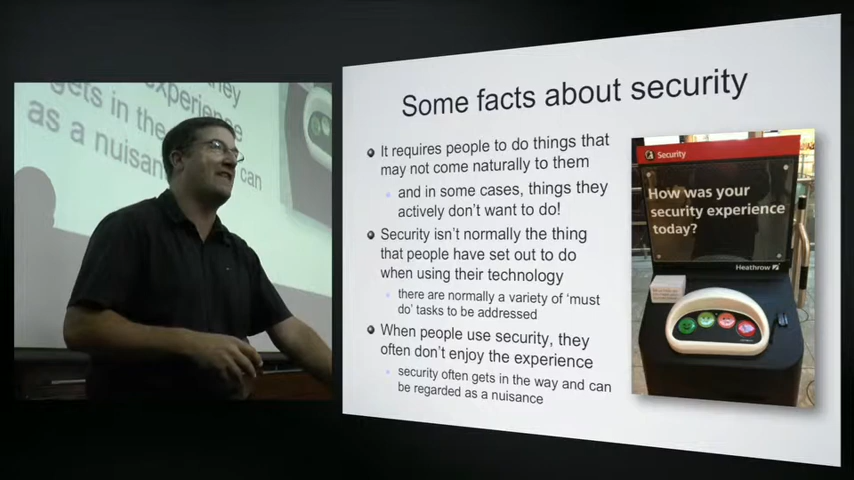 they
experience
gets in the
as a nuisan
can
Some facts about security
It requires people to do things that
may not come naturally to them
and in some cases, things they
actively don't want to do!
Security isn't normally the thing
that people have set out to do
when using their technology
there are normally a variety of 'must
do' tasks to be addressed
When people use security, they
often don't enjoy the experience
security often gets in the way and can
be regarded as a nuisance
Security
How was your
security experience
today?
Heathrow